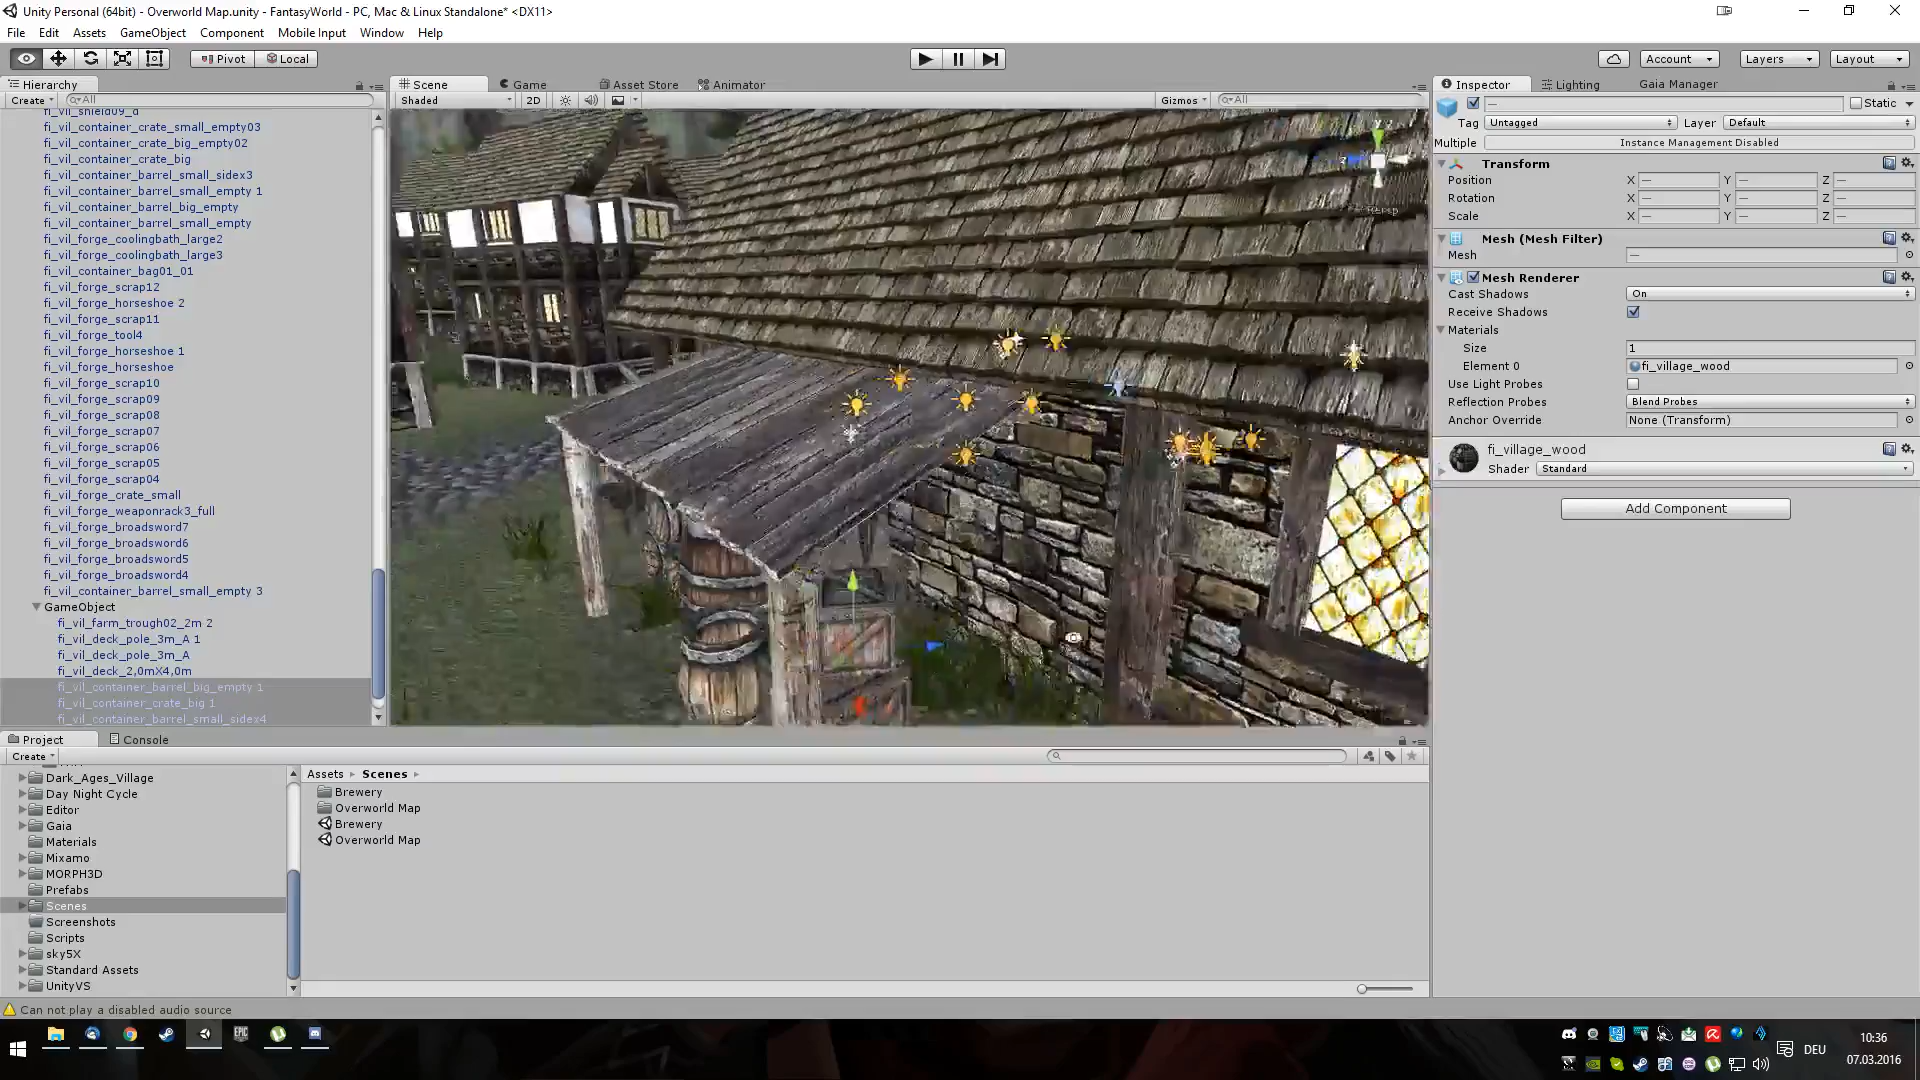 Unity Personal (64bit) - Overworld Map.unity - FantasyWorld - PC, Mac & Linux Standalone* <DX11>
File Edit Assets GameObject Component Mobile Input Window Help
Pivot Local Account Layers Layout
Hierarchy
Create All
fi_vil_shield09_d
fi_vil_container_crate_small_empty03
fi_vil_container_crate_big_empty02
fi_vil_container_crate_big
fi_vil_container_barrel_small_sidex3
fi_vil_container_barrel_small_empty 1
fi_vil_container_barrel_big_empty
fi_vil_container_barrel_small_empty
fi_vil_forge_coolingbath_large2
fi_vil_forge_coolingbath_large3
fi_vil_container_bag01_01
fi_vil_forge_scrap12
fi_vil_forge_horseshoe 2
fi_vil_forge_scrap11
fi_vil_forge_tool4
fi_vil_forge_horseshoe 1
fi_vil_forge_horseshoe
fi_vil_forge_scrap10
fi_vil_forge_scrap09
fi_vil_forge_scrap08
fi_vil_forge_scrap07
fi_vil_forge_scrap06
fi_vil_forge_scrap05
fi_vil_forge_scrap04
fi_vil_forge_crate_small
fi_vil_forge_weaponrack3_full
fi_vil_forge_broadsword7
fi_vil_forge_broadsword6
fi_vil_forge_broadsword5
fi_vil_forge_broadsword4
fi_vil_container_barrel_small_empty 3
GameObject
fi_vil_farm_trough02_2m 2
fi_vil_deck_pole_3m_A 1
fi_vil_deck_pole_3m_A
fi_vil_deck_2,0mX4,0m
fi_vil_container_barrel_big_empty 1
fi_vil_container_crate_big 1
fi_vil_container_barrel_small_sidex4
Scene Game Asset Store Animator
Shaded 2D Gizmos All
y
z
Persp
Inspector Lighting Gaia Manager
— Static
Tag Untagged Layer Default
Multiple Instance Management Disabled
Transform
Position X — Y — Z —
Rotation X — Y — Z —
Scale X — Y — Z —
Mesh (Mesh Filter)
Mesh —
Mesh Renderer
Cast Shadows On
Receive Shadows
Materials
Size 1
Element 0 fi_village_wood
Use Light Probes
Reflection Probes Blend Probes
Anchor Override None (Transform)
fi_village_wood
Shader Standard
Add Component
Project Console
Create
Dark_Ages_Village
Day Night Cycle
Editor
Gaia
Materials
Mixamo
MORPH3D
Prefabs
Scenes
Screenshots
Scripts
sky5X
Standard Assets
UnityVS
Assets Scenes
Brewery
Overworld Map
Brewery
Overworld Map
Can not play a disabled audio source
EPIC
DEU
10:36
07.03.2016